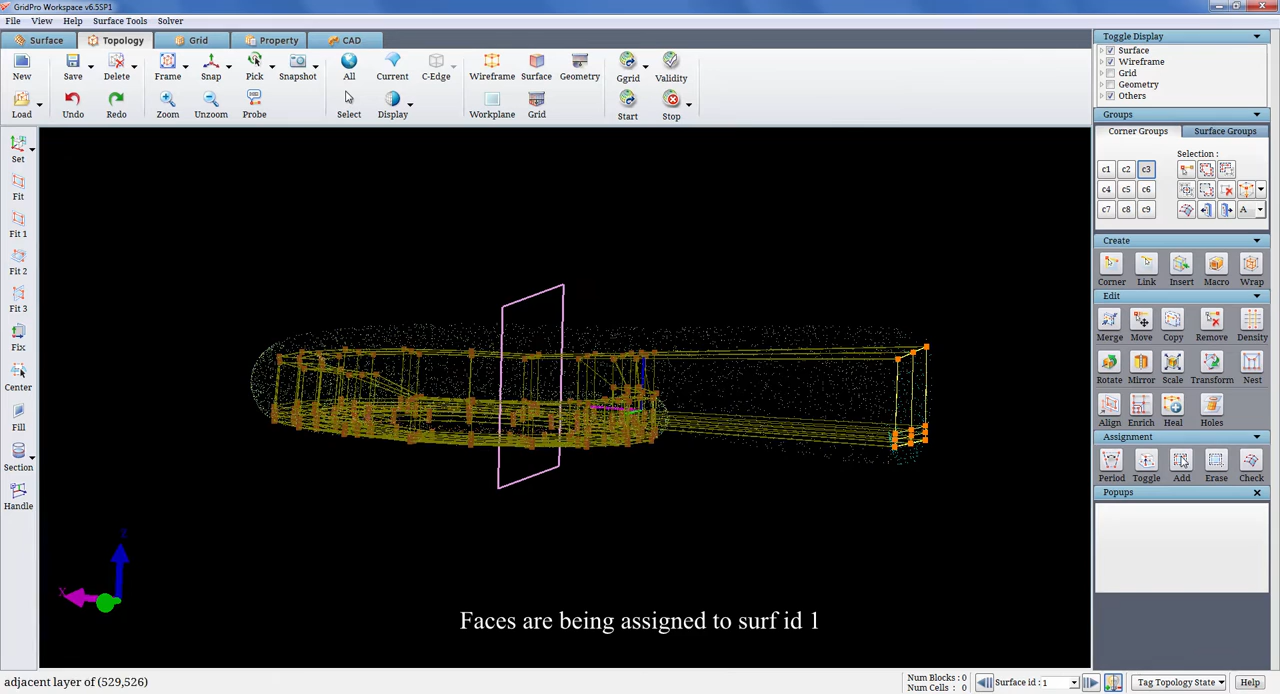 GridPro Workspace v6.5SP1
File View Help Surface Tools Solver
Surface Topology Grid Property CAD
New Save Delete Frame Snap Pick Snapshot All Current C-Edge Wireframe Surface Geometry Ggrid Validity
Load Undo Redo Zoom Unzoom Probe Select Display Workplane Grid Start Stop
Set
Fit
Fit 1
Fit 2
Fit 3
Fix
Center
Fill
Section
Handle
Toggle Display
Surface
Wireframe
Grid
Geometry
Others
Groups
Corner Groups Surface Groups
Selection :
c1 c2 c3
c4 c5 c6
c7 c8 c9 A
Create
Corner Link Insert Macro Wrap
Edit
Merge Move Copy Remove Density
Rotate Mirror Scale Transform Nest
Align Enrich Heal Holes
Assignment
Period Toggle Add Erase Check
Popups
Z
X
Faces are being assigned to surf id 1
adjacent layer of (529,526)
Num Blocks : 0
Num Cells : 0
Surface id : 1
Tag Topology State
Help